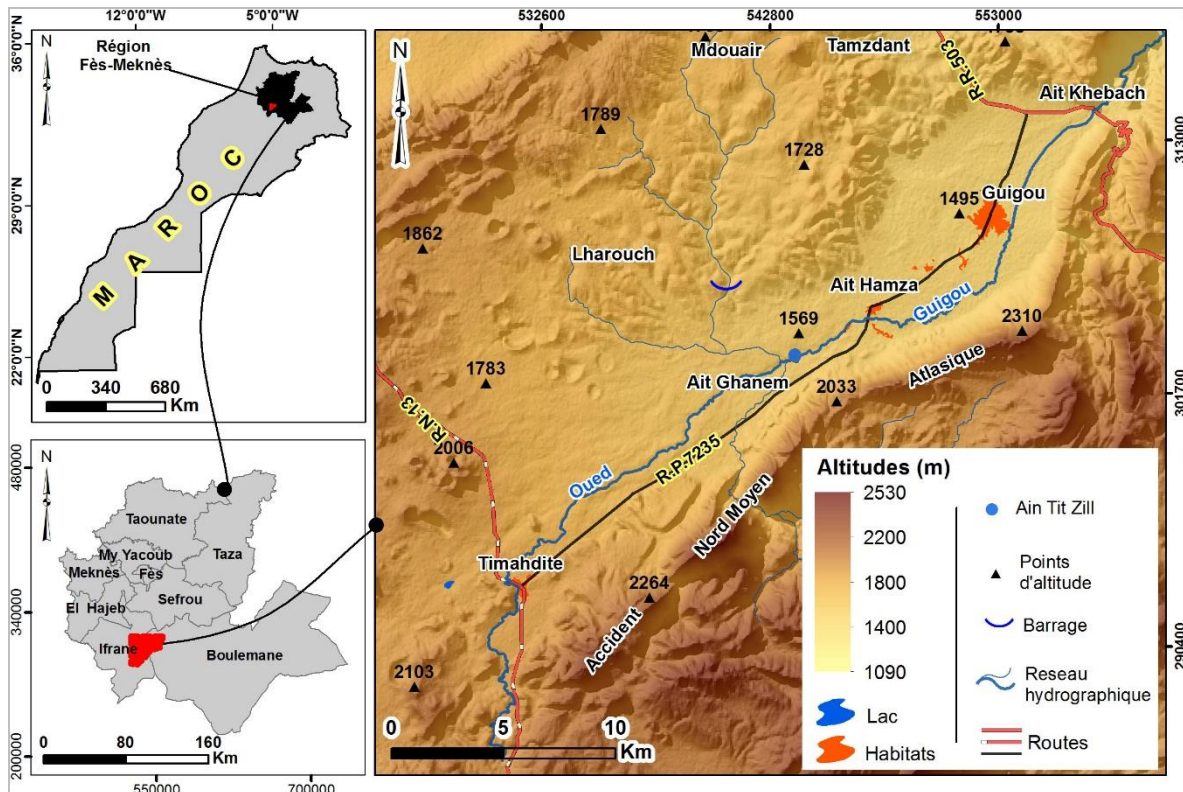 12°0'0"W
5°0'0"W
36°0'0"N
29°0'0"N
22°0'0"N
N
Région
Fès-Meknès
MAROC
0 340 680
Km
480000
340000
200000
N
Taounate
Taza
My Yacoub
Meknès
Fès
El Hajeb
Sefrou
Ifrane
Boulemane
0 80 160
Km
550000
700000
532600
542800
553000
313000
301700
290400
N
Mdouair
Tamzdant
R.R.503
Ait Khebach
1789
1728
Guigou
1495
1862
Lharouch
Ait Hamza
Guigou
1569
2310
1783
Ait Ghanem
Atlasique
2033
R.N.13
2006
R.P.7235
Oued
Nord Moyen
Timahdite
2264
Accident
2103
0 5 10
Km
Altitudes (m)
2530
2200
1800
1400
1090
Lac
Habitats
Ain Tit Zill
Points
d'altitude
Barrage
Reseau
hydrographique
Routes